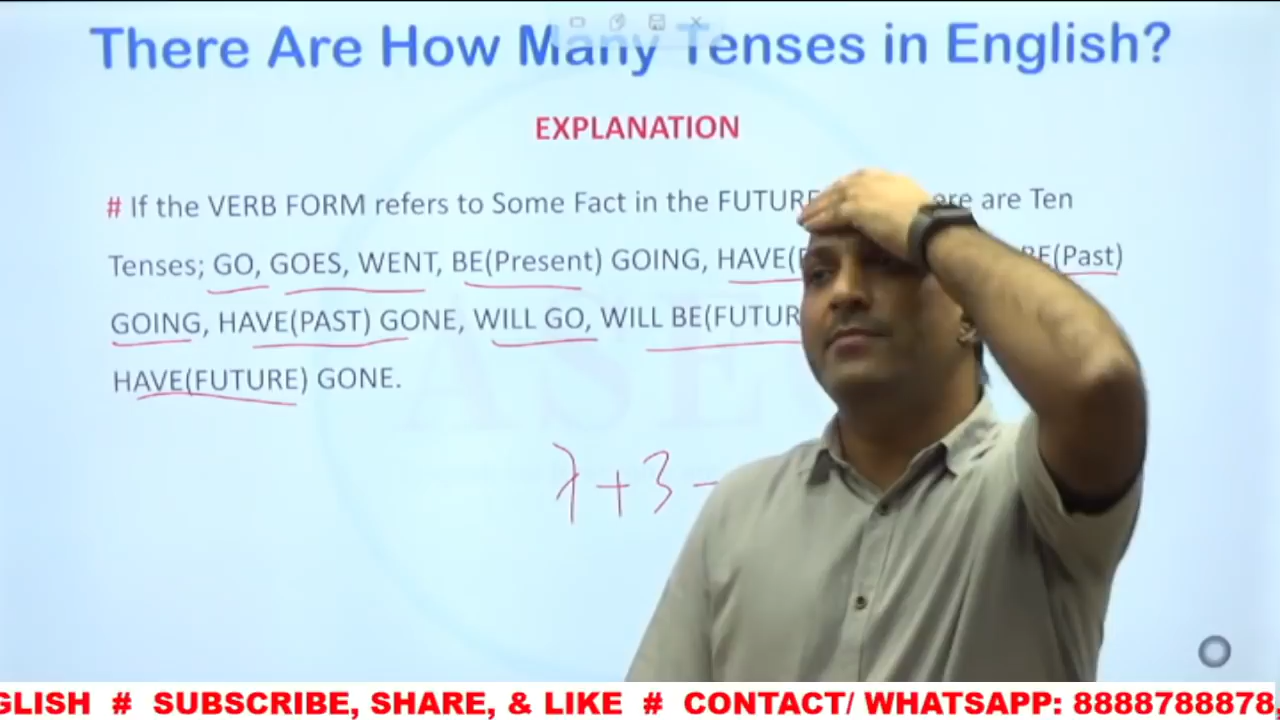 There Are How Many Tenses in English?
EXPLANATION
# If the VERB FORM refers to Some Fact in the FUTURE are Ten
Tenses; GO, GOES, WENT, BE(Present) GOING, HAVE( BE(Past)
GOING, HAVE(PAST) GONE, WILL GO, WILL BE(FUTUR
HAVE(FUTURE) GONE.
7 + 3 -
ASE
GLISH # SUBSCRIBE, SHARE, & LIKE # CONTACT/ WHATSAPP: 8888788878,